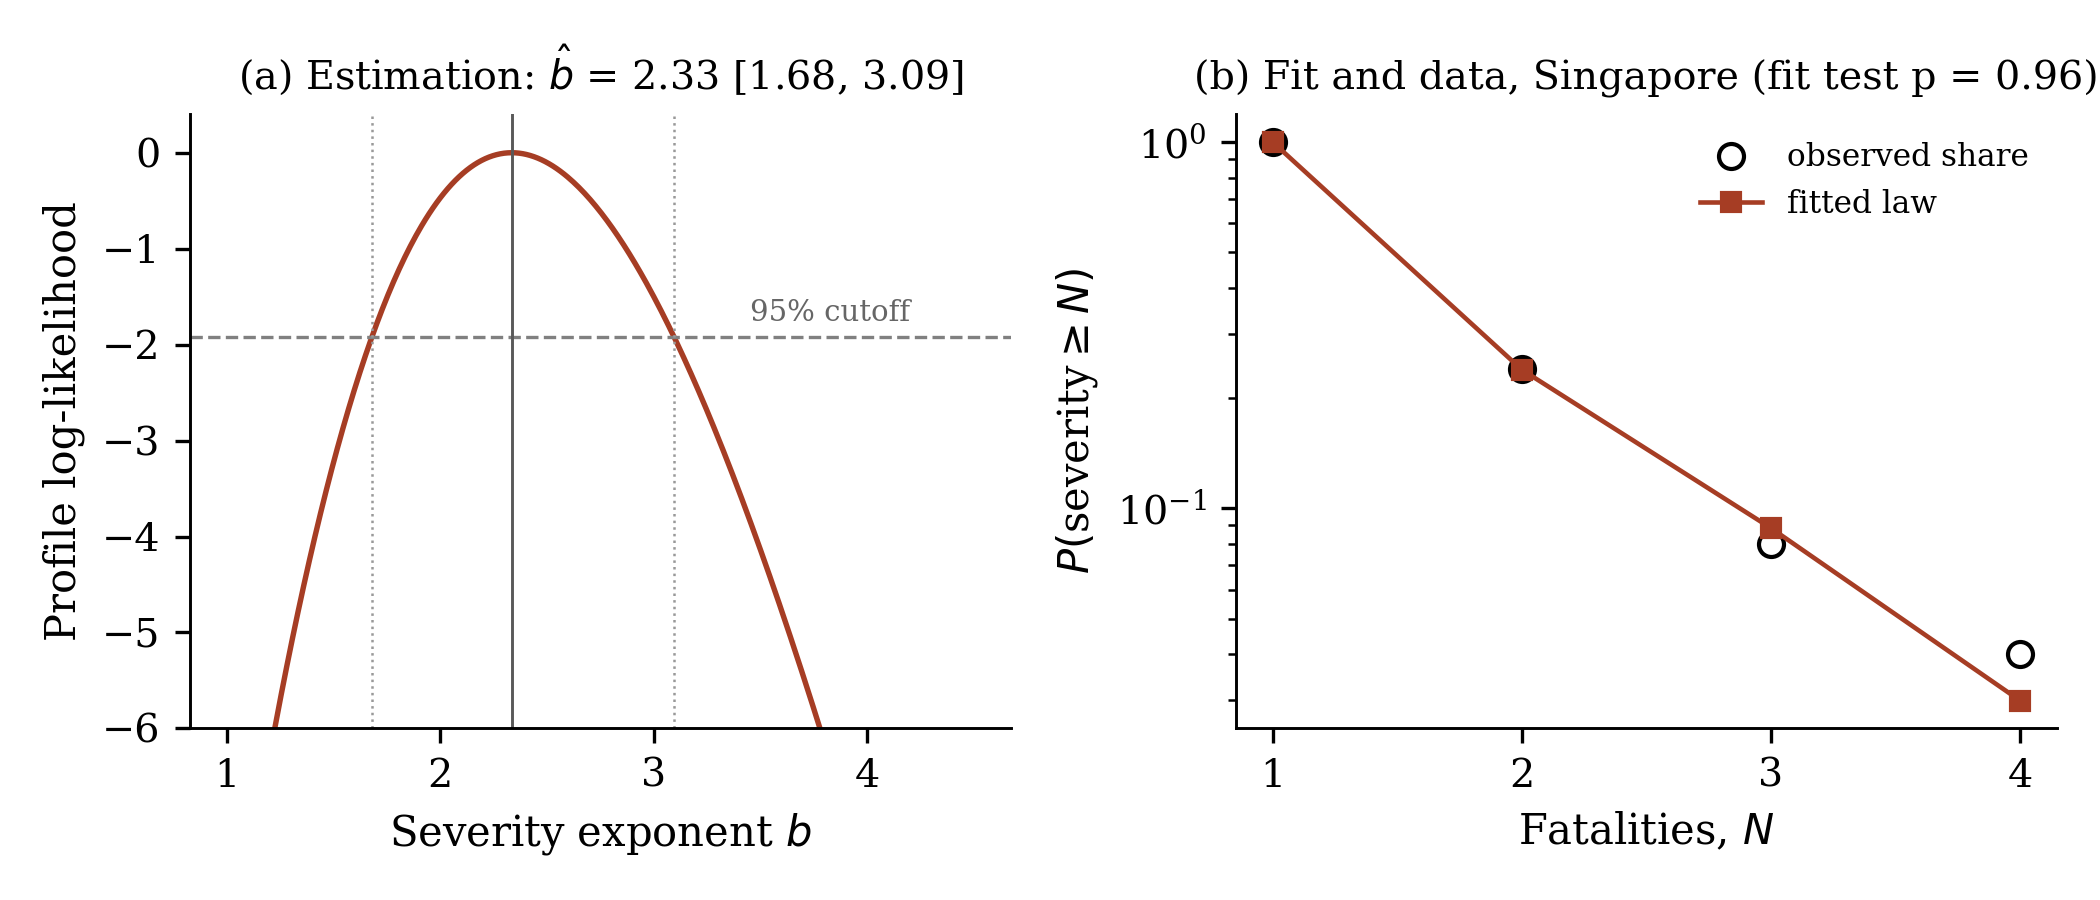 (a) Estimation: b̂ = 2.33 [1.68, 3.09]
Profile log-likelihood
0
−1
−2
−3
−4
−5
−6
95% cutoff
1 2 3 4
Severity exponent b
(b) Fit and data, Singapore (fit test p = 0.96)
P(severity ≥ N)
10⁰
10⁻¹
observed share
fitted law
1 2 3 4
Fatalities, N